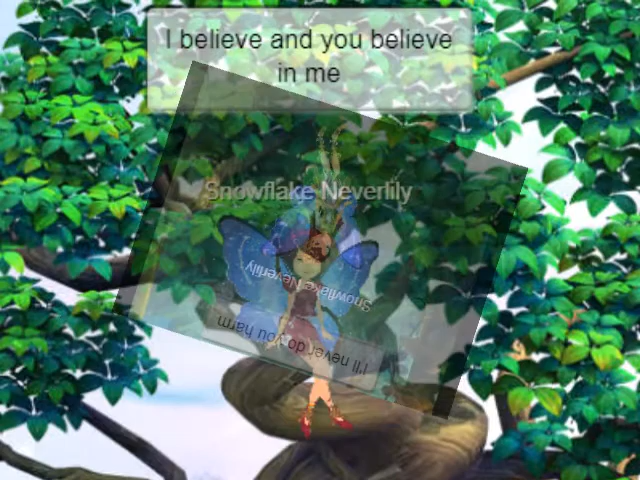 I believe and you believe
in me
Snowflake Neverlily
Snowflake Neverlily
I'll never do you harm